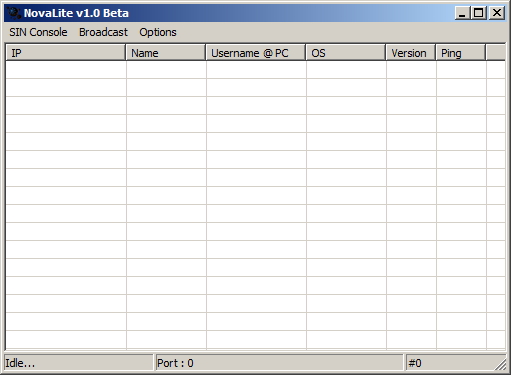 NovaLite v1.0 Beta
SIN Console Broadcast Options
IP Name Username @ PC OS Version Ping
Idle... Port : 0 #0